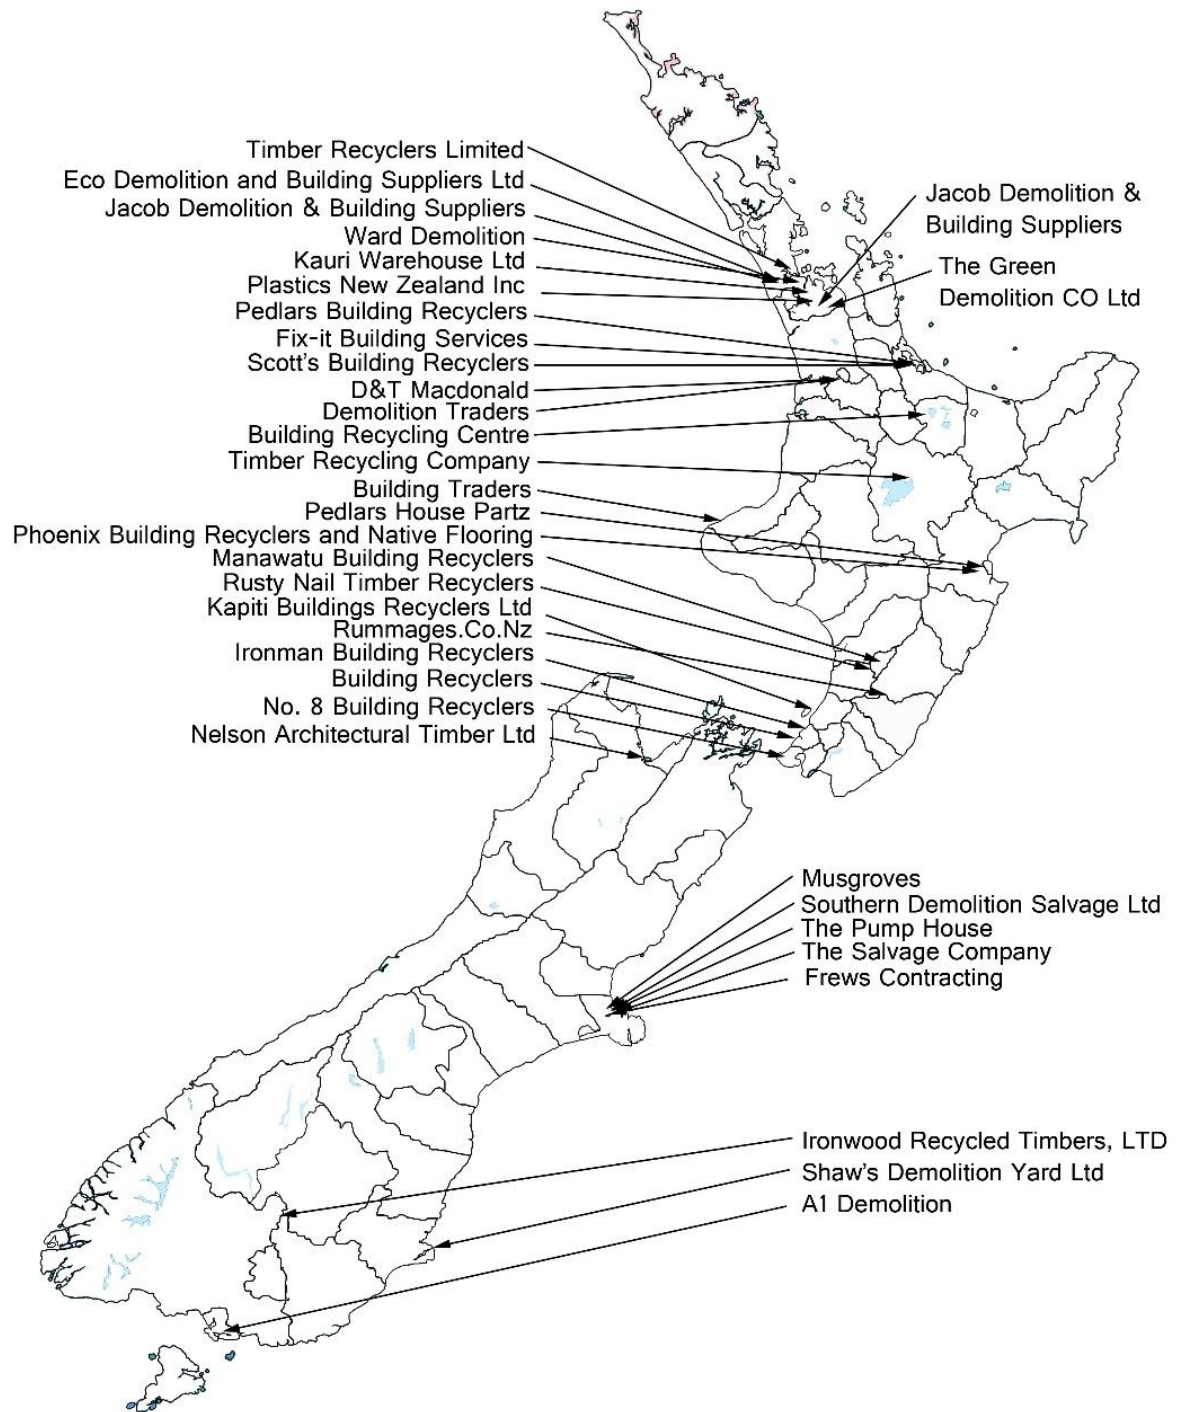 Timber Recyclers Limited
Eco Demolition and Building Suppliers Ltd
Jacob Demolition & Building Suppliers
Ward Demolition
Kauri Warehouse Ltd
Plastics New Zealand Inc
Pedlars Building Recyclers
Fix-it Building Services
Scott's Building Recyclers
D&T Macdonald
Demolition Traders
Building Recycling Centre
Timber Recycling Company
Building Traders
Pedlars House Partz
Phoenix Building Recyclers and Native Flooring
Manawatu Building Recyclers
Rusty Nail Timber Recyclers
Kapiti Buildings Recyclers Ltd
Rummages.Co.Nz
Ironman Building Recyclers
Building Recyclers
No. 8 Building Recyclers
Nelson Architectural Timber Ltd
Jacob Demolition &
Building Suppliers
The Green
Demolition CO Ltd
Musgroves
Southern Demolition Salvage Ltd
The Pump House
The Salvage Company
Frews Contracting
Ironwood Recycled Timbers, LTD
Shaw's Demolition Yard Ltd
A1 Demolition